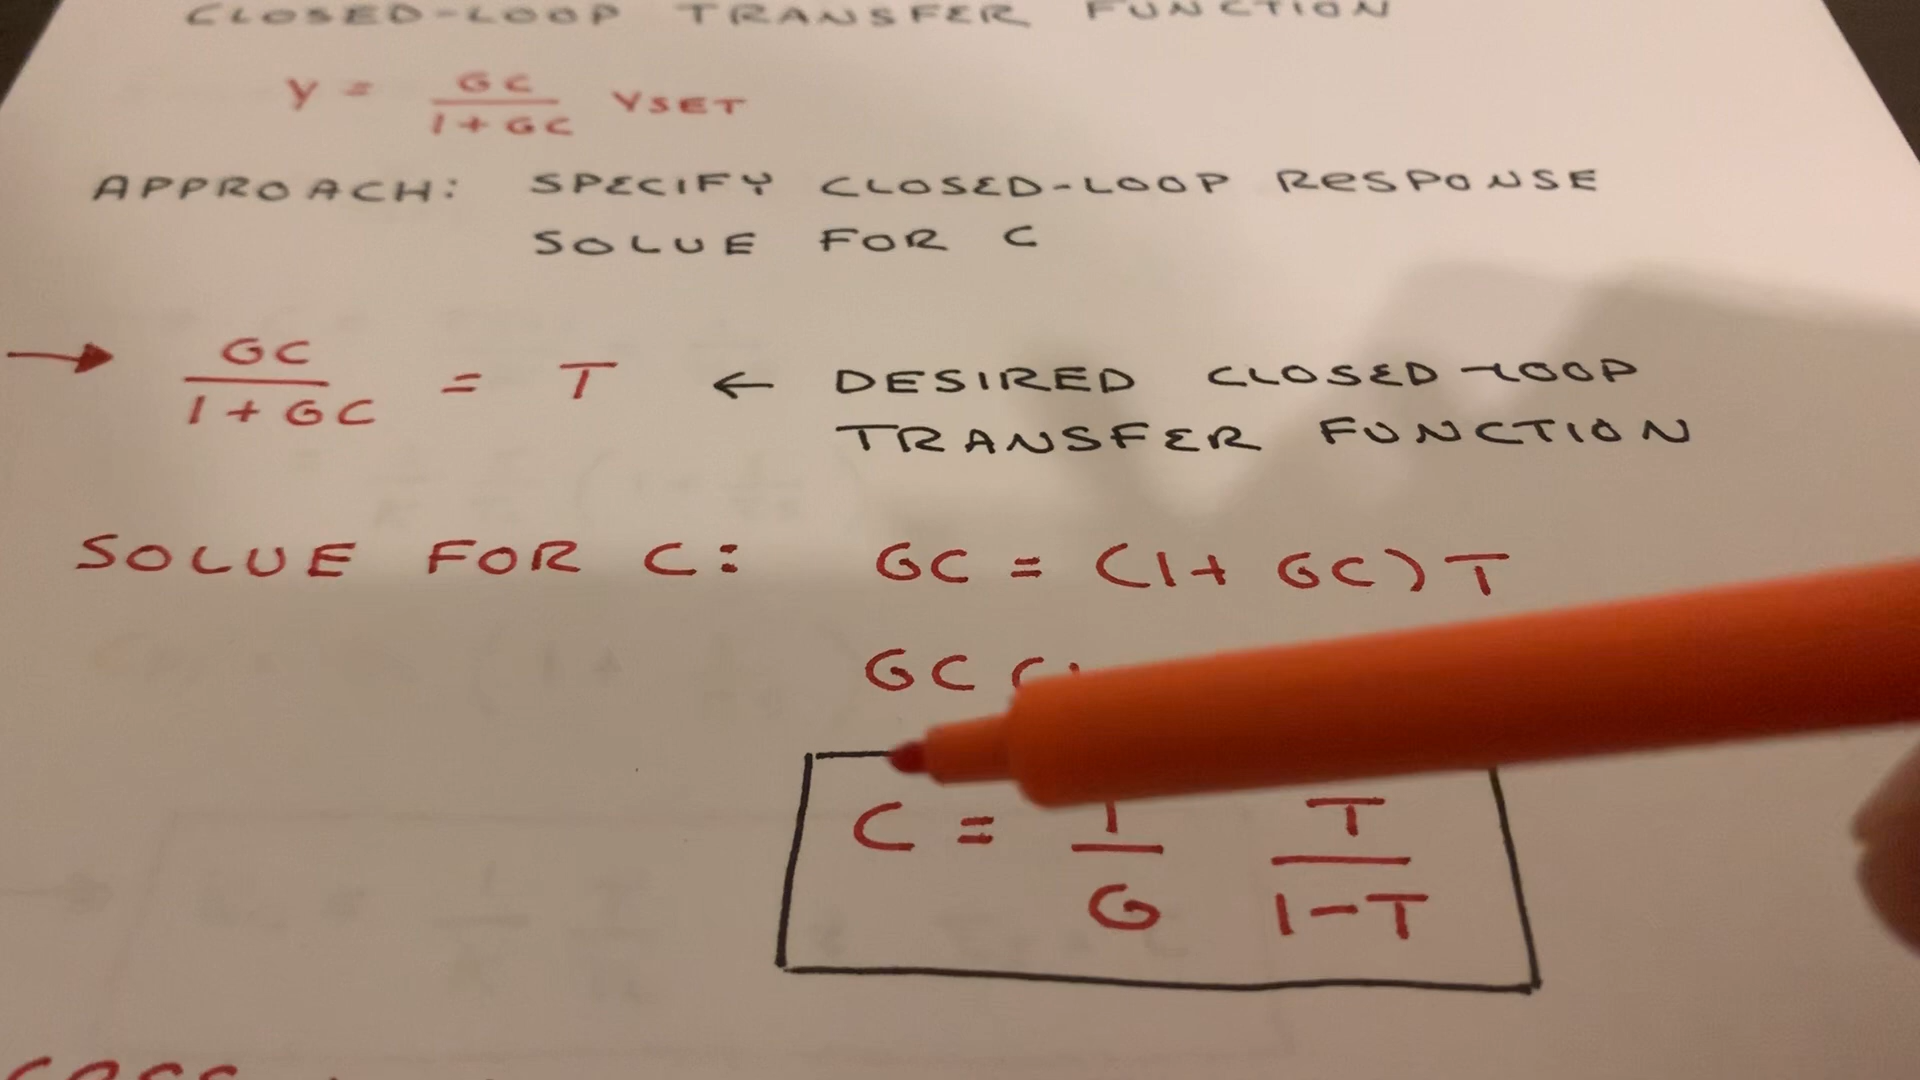 CLOSED-LOOP TRANSFER FUNCTION
Y = GC / 1 + GC YSET
APPROACH: SPECIFY CLOSED-LOOP RESPONSE
SOLVE FOR C
→ GC / 1 + GC = T ← DESIRED CLOSED-LOOP
TRANSFER FUNCTION
SOLVE FOR C: GC = (1 + GC) T
GC (
C = 1 / G T / 1 - T